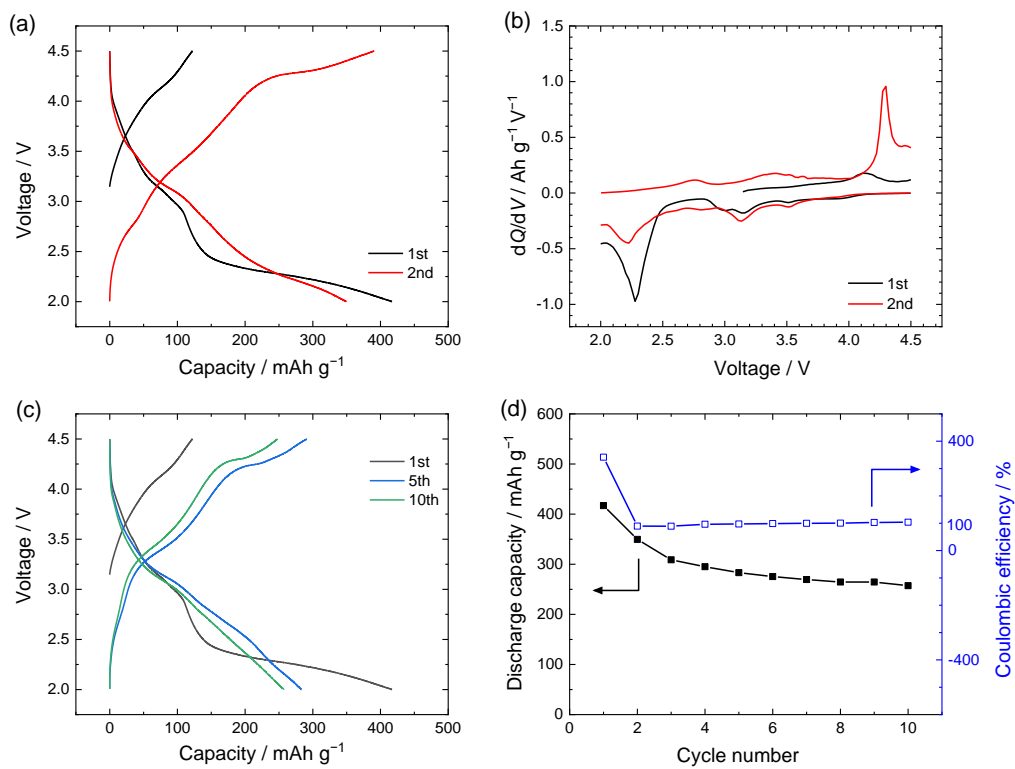 (a)
4.5
4.0
3.5
3.0
2.5
2.0
Voltage / V
1st
2nd
0 100 200 300 400 500
Capacity / mAh g⁻¹
(b)
1.5
1.0
0.5
0.0
-0.5
-1.0
dQ/dV / Ah g⁻¹ V⁻¹
1st
2nd
2.0 2.5 3.0 3.5 4.0 4.5
Voltage / V
(c)
4.5
4.0
3.5
3.0
2.5
2.0
Voltage / V
1st
5th
10th
0 100 200 300 400 500
Capacity / mAh g⁻¹
(d)
600
500
400
300
200
100
0
Discharge capacity / mAh g⁻¹
400
100
0
-400
Coulombic efficiency / %
0 2 4 6 8 10
Cycle number